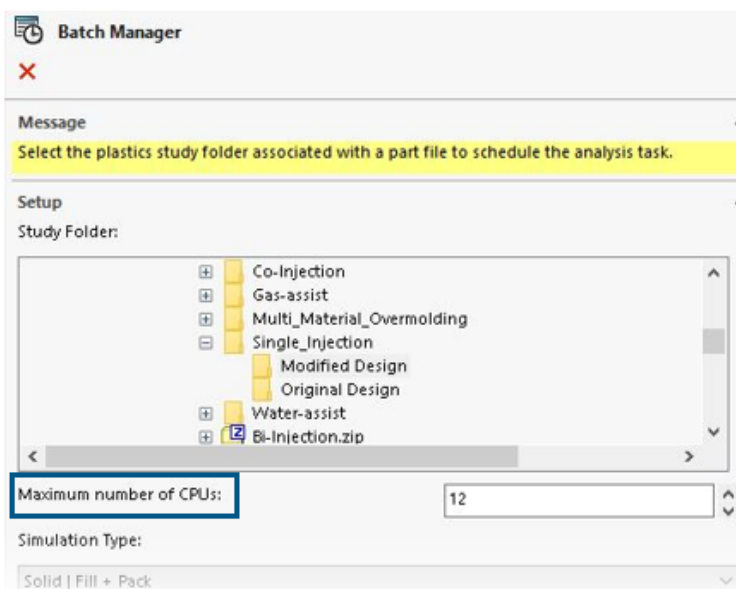 Batch Manager
Message
Select the plastics study folder associated with a part file to schedule the analysis task.
Setup
Study Folder:
Co-Injection
Gas-assist
Multi_Material_Overmolding
Single_Injection
Modified Design
Original Design
Water-assist
Bi-Injection.zip
Maximum number of CPUs: 12
Simulation Type:
Solid | Fill + Pack